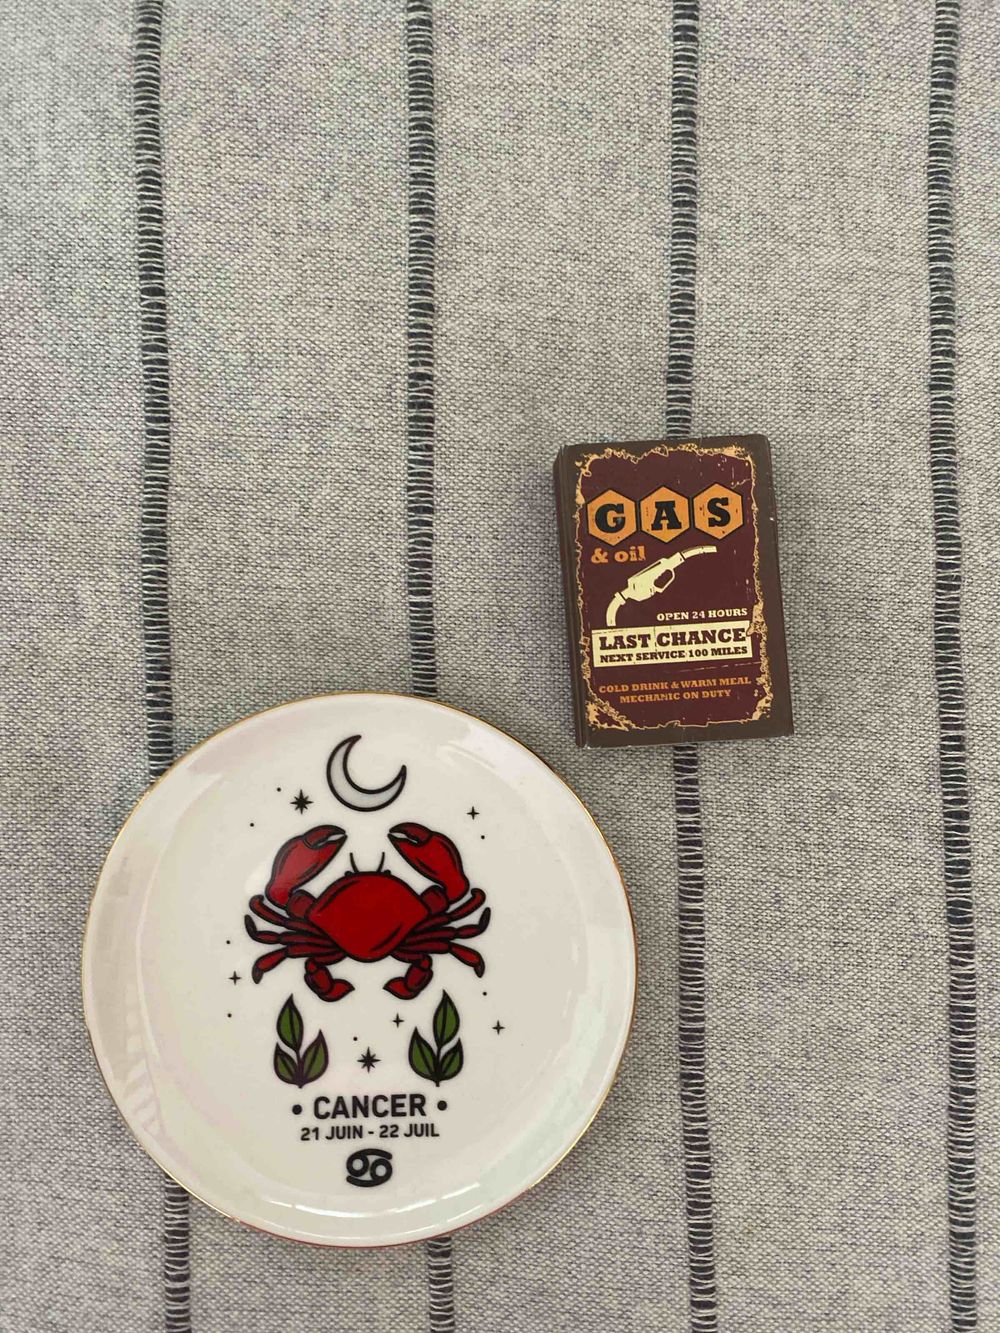 GAS
& oil
OPEN 24 HOURS
LAST CHANCE
NEXT SERVICE 100 MILES
COLD DRINK & WARM MEAL
MECHANIC ON DUTY
• CANCER •
21 JUIN - 22 JUIL
♋